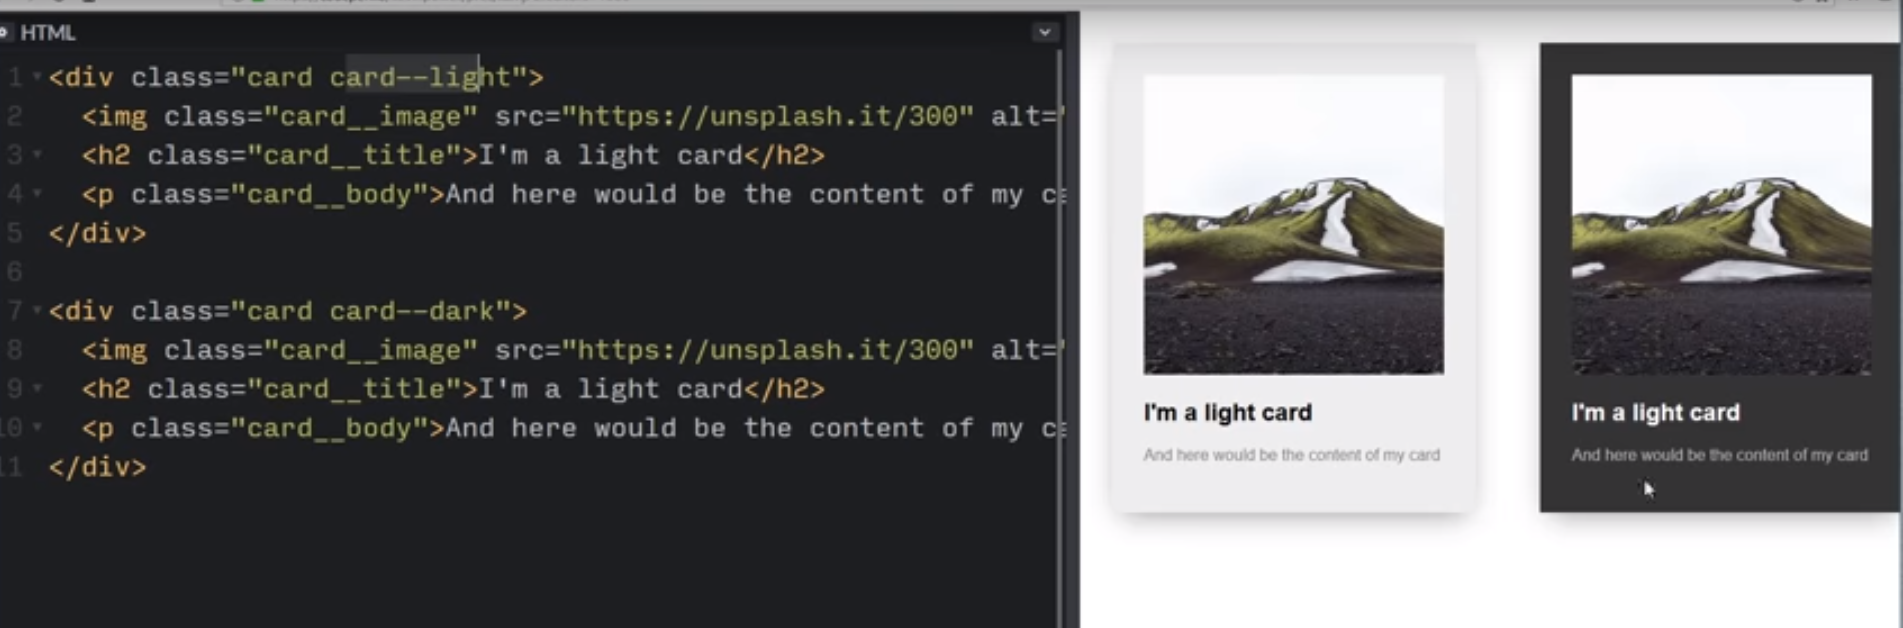 HTML
1 <div class="card card--light">
2 <img class="card__image" src="https://unsplash.it/300" alt="
3 <h2 class="card__title">I'm a light card</h2>
4 <p class="card__body">And here would be the content of my ca
5 </div>
6
7 <div class="card card--dark">
8 <img class="card__image" src="https://unsplash.it/300" alt="
9 <h2 class="card__title">I'm a light card</h2>
10 <p class="card__body">And here would be the content of my ca
11 </div>
I'm a light card
And here would be the content of my card
I'm a light card
And here would be the content of my card